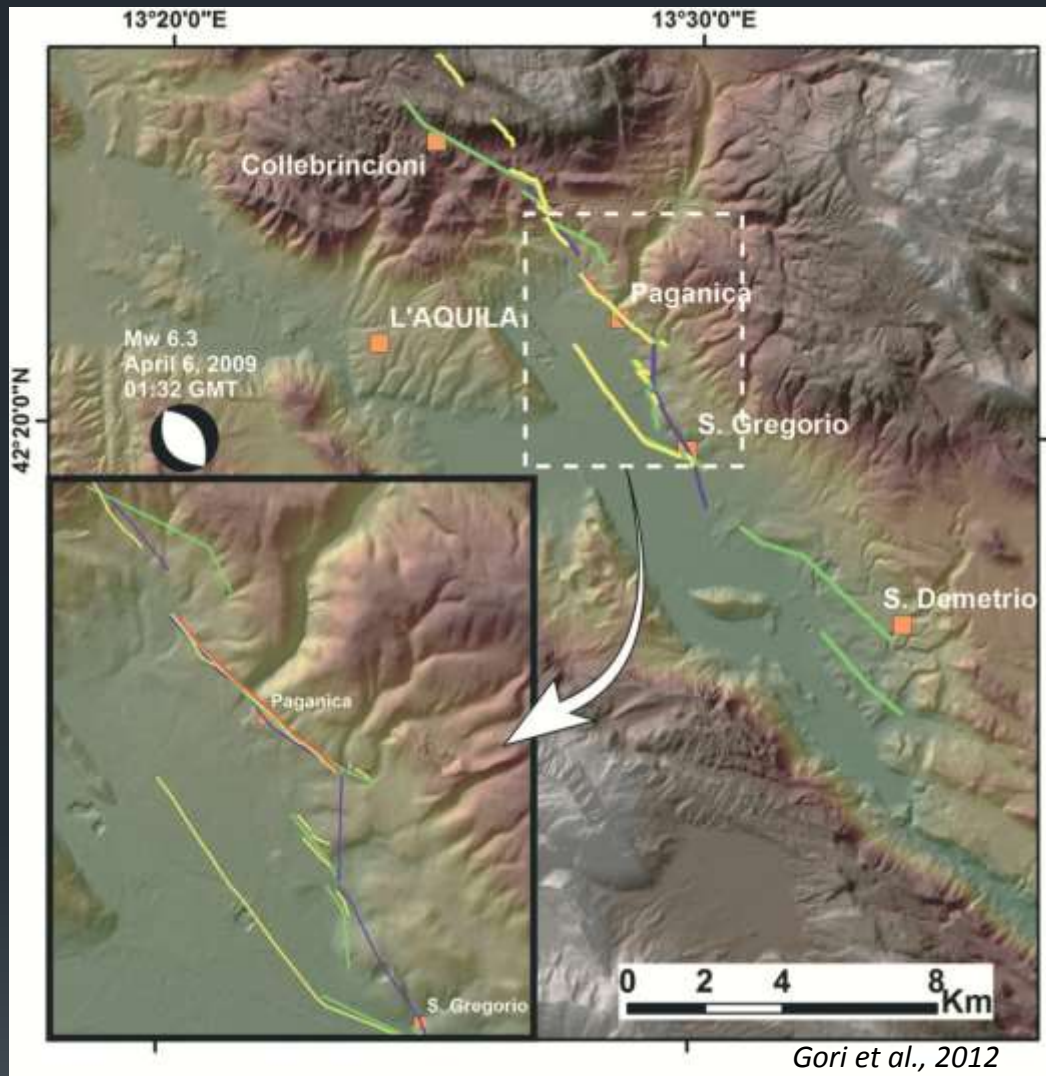 13°20'0"E
13°30'0"E
Collebrincioni
Paganica
L'AQUILA
Mw 6.3
April 6, 2009
01:32 GMT
42°20'0"N
S. Gregorio
S. Demetrio
Paganica
S. Gregorio
0 2 4 8
Km
Gori et al., 2012